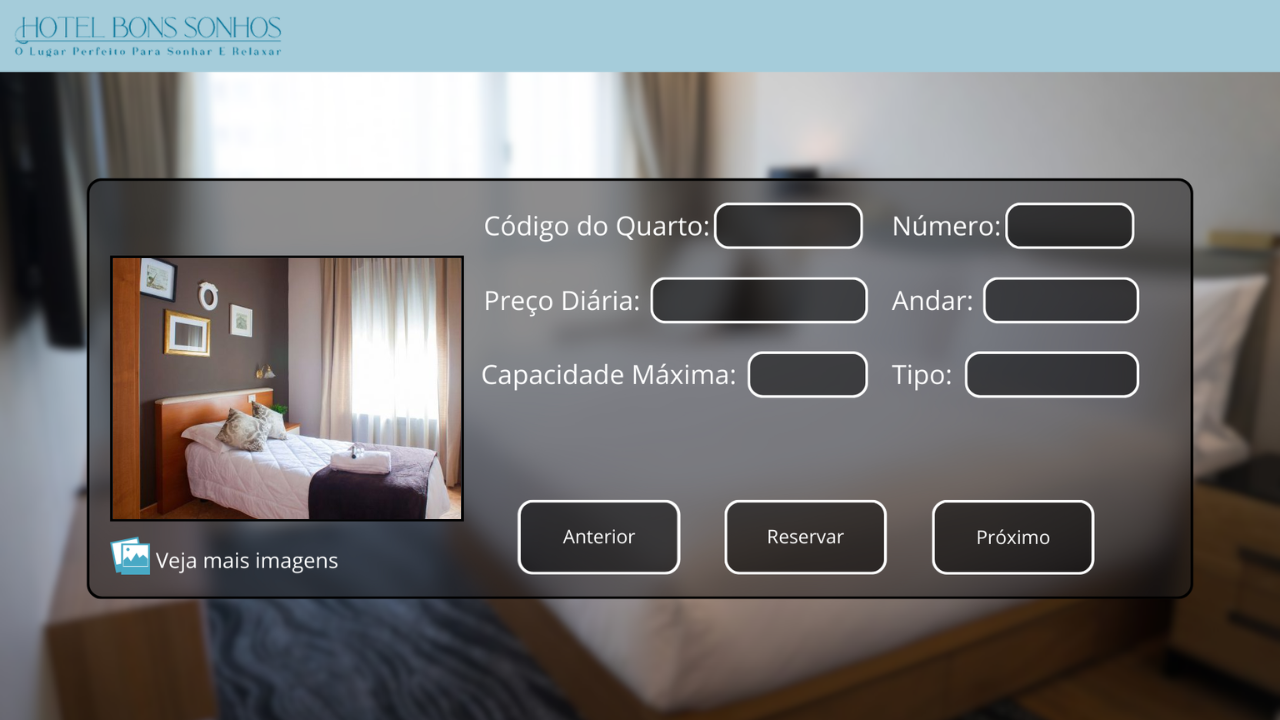 HOTEL BONS SONHOS
O Lugar Perfeito Para Sonhar E Relaxar
Código do Quarto:
Número:
Preço Diária:
Andar:
Capacidade Máxima:
Tipo:
Anterior
Reservar
Próximo
Veja mais imagens